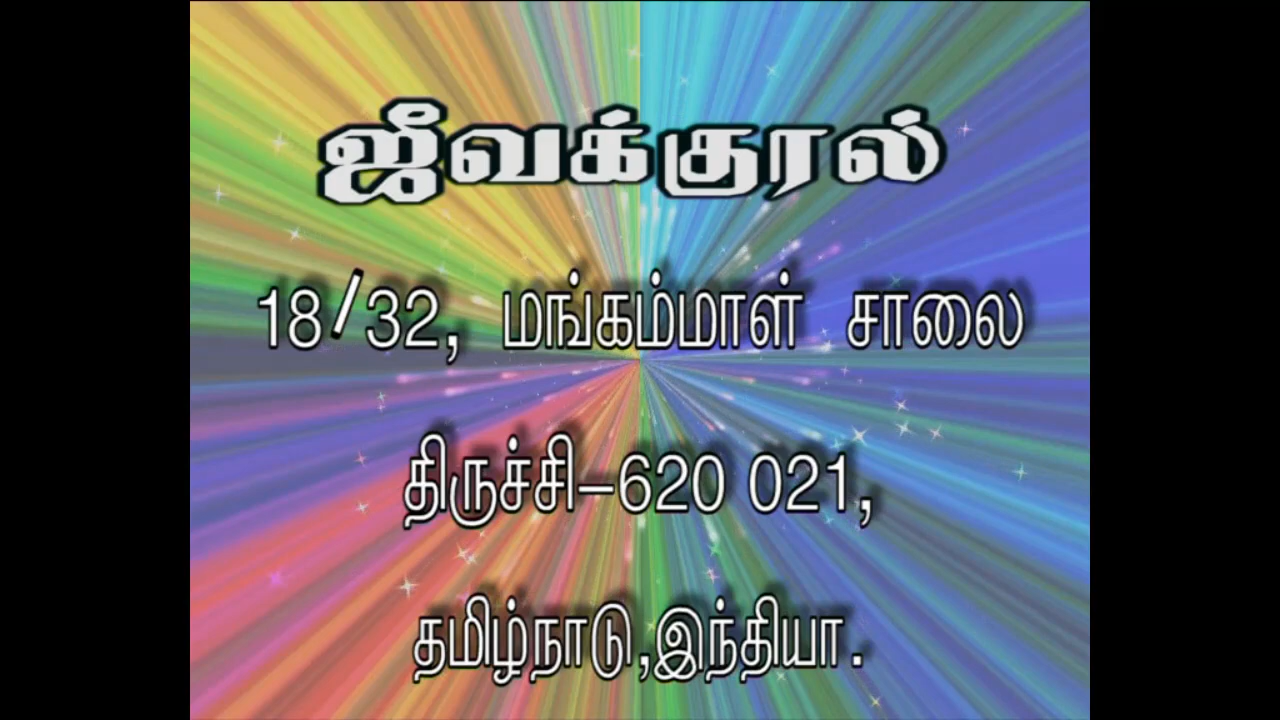 ஜீவக்குரல்
18/32, மங்கம்மாள் சாலை
திருச்சி-620 021,
தமிழ்நாடு,இந்தியா.